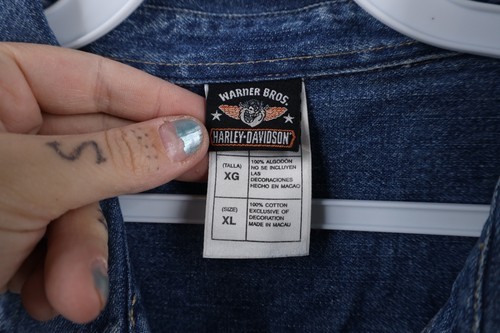 WARNER BROS.
HARLEY-DAVIDSON
(TALLA)
XG
100% ALGODON
NO SE INCLUYEN
LAS
DECORACIONES
HECHO EN MACAO
(SIZE)
XL
100% COTTON
EXCLUSIVE OF
DECORATION
MADE IN MACAU
S